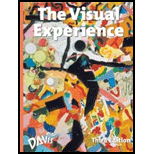 The Visual
Experience
DAVIS
Third Edition